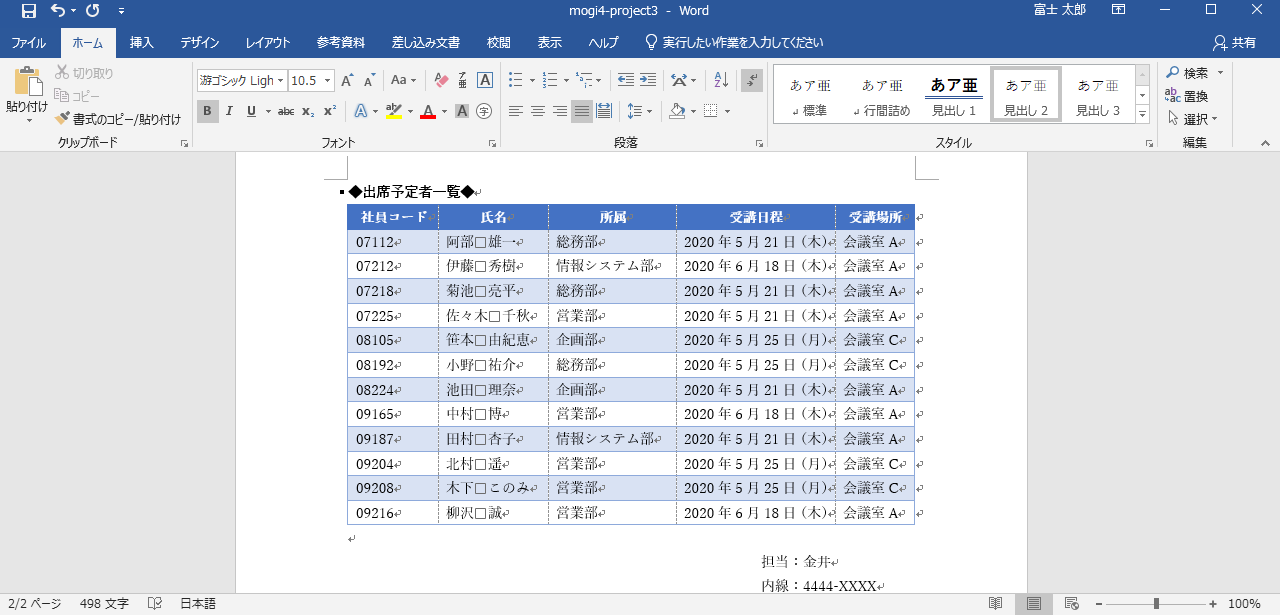 mogi4-project3 - Word
富士 太郎
ファイル ホーム 挿入 デザイン レイアウト 参考資料 差し込み文書 校閲 表示 ヘルプ 実行したい作業を入力してください 共有
貼り付け
切り取り
コピー
書式のコピー/貼り付け
クリップボード
游ゴシック Ligh 10.5
フォント
段落
あア亜 あア亜 あア亜 あア亜 あア亜
標準 行間詰め 見出し 1 見出し 2 見出し 3
スタイル
検索
置換
選択
編集
◆出席予定者一覧◆
社員コード 氏名 所属 受講日程 受講場所
07112 阿部□雄一 総務部 2020 年 5 月 21 日（木） 会議室 A
07212 伊藤□秀樹 情報システム部 2020 年 6 月 18 日（木） 会議室 A
07218 菊池□亮平 総務部 2020 年 5 月 21 日（木） 会議室 A
07225 佐々木□千秋 営業部 2020 年 5 月 21 日（木） 会議室 A
08105 笹本□由紀恵 企画部 2020 年 5 月 25 日（月） 会議室 C
08192 小野□祐介 総務部 2020 年 5 月 25 日（月） 会議室 C
08224 池田□理奈 企画部 2020 年 5 月 21 日（木） 会議室 A
09165 中村□博 営業部 2020 年 6 月 18 日（木） 会議室 A
09187 田村□杏子 情報システム部 2020 年 5 月 21 日（木） 会議室 A
09204 北村□遥 営業部 2020 年 5 月 25 日（月） 会議室 C
09208 木下□このみ 営業部 2020 年 5 月 25 日（月） 会議室 C
09216 柳沢□誠 営業部 2020 年 6 月 18 日（木） 会議室 A
担当：金井
内線：4444-XXXX
2/2 ページ 498 文字 日本語 100%